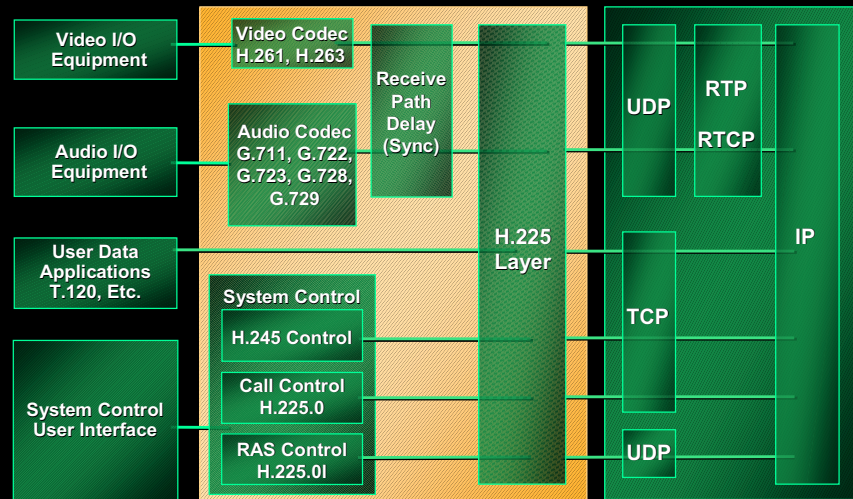 Video I/O
Equipment
Audio I/O
Equipment
User Data
Applications
T.120, Etc.
System Control
User Interface
Video Codec
H.261, H.263
Audio Codec
G.711, G.722,
G.723, G.728,
G.729
Receive
Path
Delay
(Sync)
System Control
H.245 Control
Call Control
H.225.0
RAS Control
H.225.0I
H.225
Layer
UDP
RTP
RTCP
TCP
UDP
IP